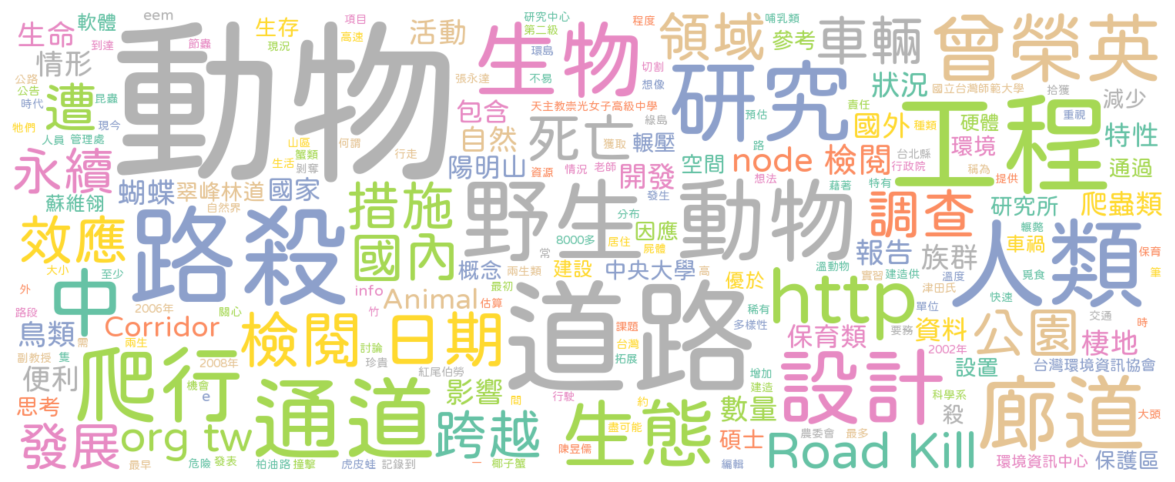 動物
路殺
野生動物
道路
研究
工程
人類
生物
http
設計
廊道
生態
通道
爬行
曾榮英
中
檢閱
日期
效應
永續
遭
發展
org tw
跨越
Road Kill
公園
調查
領域
車輛
死亡
措施
國內
node
檢閱
生命
軟體
eem
生存
項目
活動
情形
節蟲
現況
高速
到達
公路
公告
時代
昆蟲
牠們
現今
人員
管理處
山區
蟹類
生活
剝奪
何謂
行走
張永達
研究中心
第二級
環島
不易
哺乳類
程度
切割
想像
天主教崇光女子高級中學
綠島
包含
自然
陽明山
獲取
輾壓
資源
情況
老師
發生
開發
空間
路
想法
預估
責任
種類
國外
參考
狀況
國立台灣師範大學
拾獲
減少
硬體
重視
特性
環境
通過
台北縣
行政院
稱為
提供
藉著
特有
研究所
爬蟲類
蝴蝶
翠峰林道
國家
蘇維翎
自然界
大小
至少
外
2006年
關心
info
竹
最初
兩生類
概念
常
8000多
居住
分布
屍體
因應
建設
中央大學
高
優於
溫動物
實習
建造供
溫度
津田氏
報告
族群
車禍
輾斃
覓食
保育
快速
筆
Animal
估算
Corridor
路段
鳥類
需
兩生
副教授
隻
便利
思考
2008年
機會
e
討論
珍貴
紅尾伯勞
影響
間
課題
台灣
拓展
稀有
多樣性
保育類
要務
單位
資料
2002年
交通
時
棲地
設置
台灣環境資訊協會
增加
建造
行駛
約
盡可能
數量
科學系
殺
碩士
農委會
最多
大頭
陳昱儒
編輯
環境資訊中心
保護區
最早
危險
發表
柏油路
撞擊
虎皮蛙
記錄到
一
椰子蟹